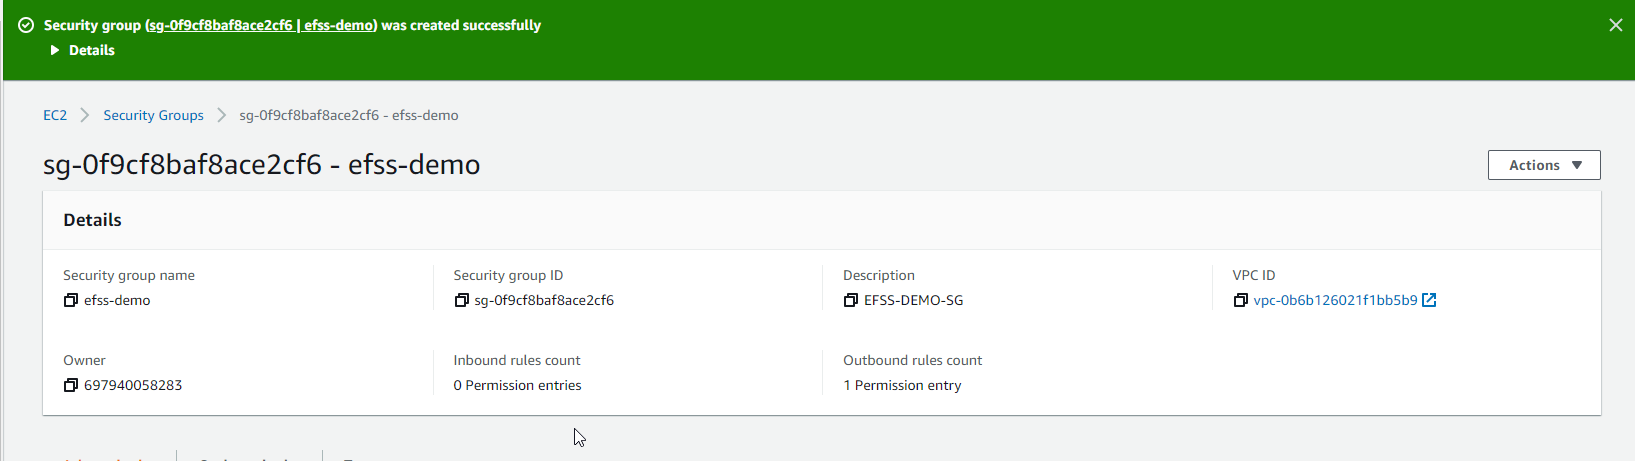 Security group (sg-0f9cf8baf8ace2cf6 | efss-demo) was created successfully
Details
EC2 > Security Groups > sg-0f9cf8baf8ace2cf6 - efss-demo
sg-0f9cf8baf8ace2cf6 - efss-demo
Actions
Details
Security group name
efss-demo
Security group ID
sg-0f9cf8baf8ace2cf6
Description
EFSS-DEMO-SG
VPC ID
vpc-0b6b126021f1bb5b9
Owner
697940058283
Inbound rules count
0 Permission entries
Outbound rules count
1 Permission entry